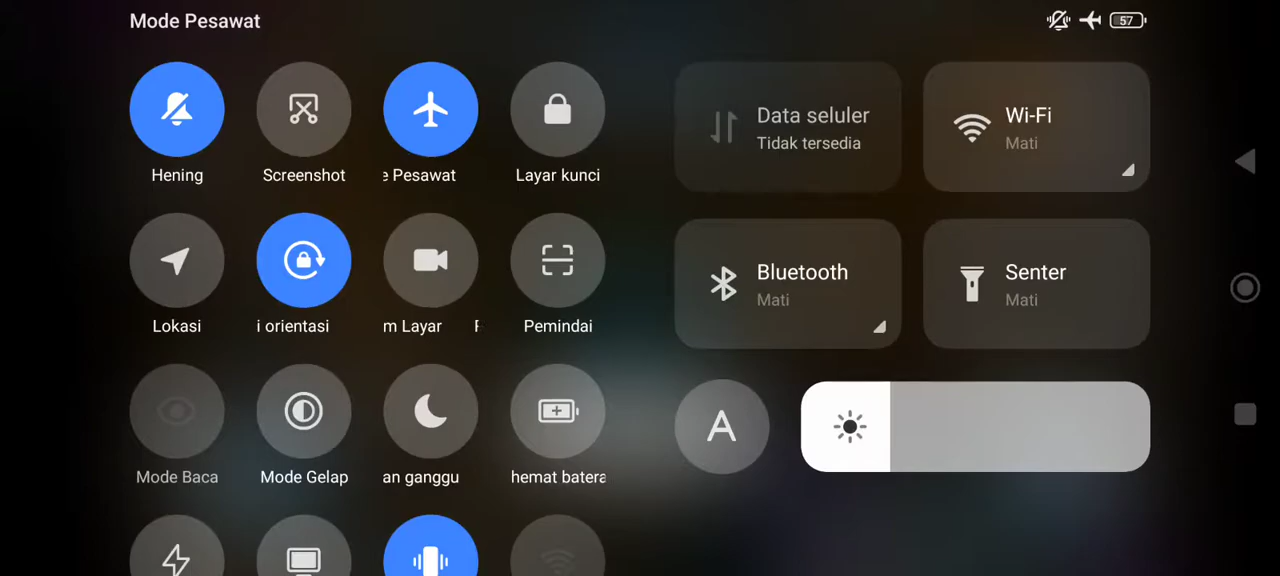 Mode Pesawat
57
Hening
Screenshot
e Pesawat
Layar kunci
Data seluler
Tidak tersedia
Wi-Fi
Mati
Lokasi
i orientasi
m Layar
Pemindai
Bluetooth
Mati
Senter
Mati
Mode Baca
Mode Gelap
an ganggu
hemat batera
A